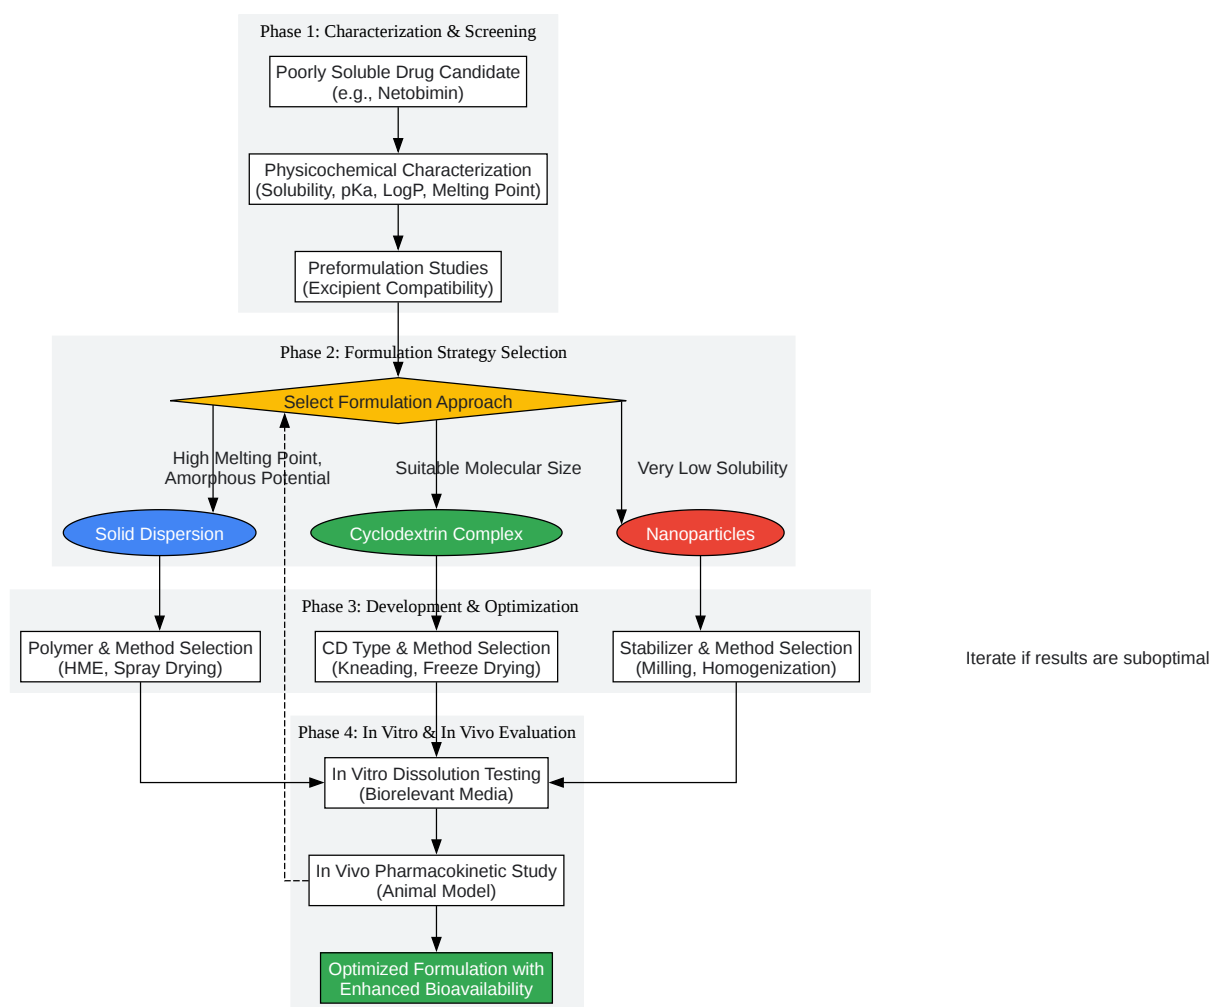 Phase 1: Characterization & Screening
Poorly Soluble Drug Candidate
(e.g., Netobimin)
Physicochemical Characterization
(Solubility, pKa, LogP, Melting Point)
Preformulation Studies
(Excipient Compatibility)
Phase 2: Formulation Strategy Selection
Select Formulation Approach
High Melting Point,
Amorphous Potential
Suitable Molecular Size
Very Low Solubility
Solid Dispersion
Cyclodextrin Complex
Nanoparticles
Phase 3: Development & Optimization
Polymer & Method Selection
(HME, Spray Drying)
CD Type & Method Selection
(Kneading, Freeze Drying)
Stabilizer & Method Selection
(Milling, Homogenization)
Iterate if results are suboptimal
Phase 4: In Vitro & In Vivo Evaluation
In Vitro Dissolution Testing
(Biorelevant Media)
In Vivo Pharmacokinetic Study
(Animal Model)
Optimized Formulation with
Enhanced Bioavailability